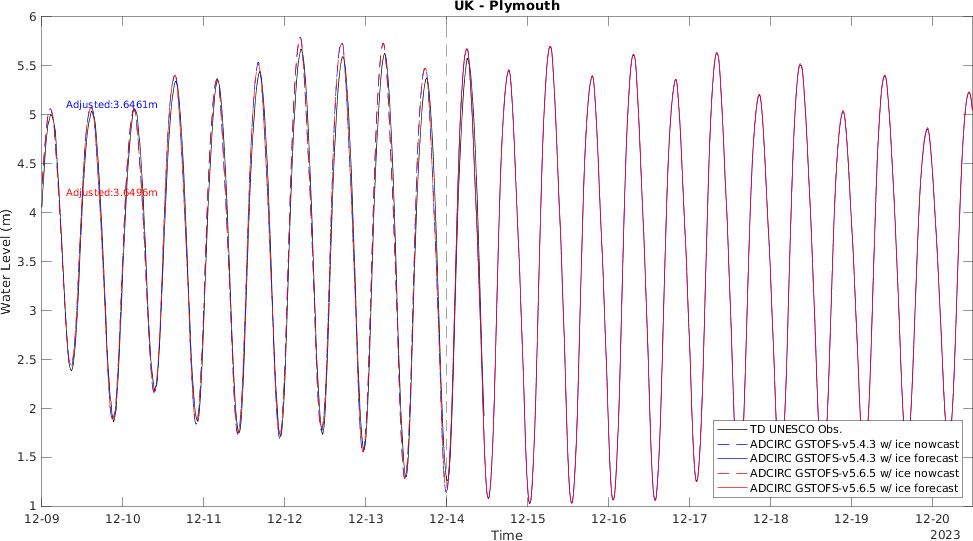 UK - Plymouth
Water Level (m)
6
5.5
5
4.5
4
3.5
3
2.5
2
1.5
1
Adjusted:3.6461m
Adjusted:3.6496m
TD UNESCO Obs.
ADCIRC GSTOFS-v5.4.3 w/ ice nowcast
ADCIRC GSTOFS-v5.4.3 w/ ice forecast
ADCIRC GSTOFS-v5.6.5 w/ ice nowcast
ADCIRC GSTOFS-v5.6.5 w/ ice forecast
12-09 12-10 12-11 12-12 12-13 12-14 12-15 12-16 12-17 12-18 12-19 12-20
2023
Time